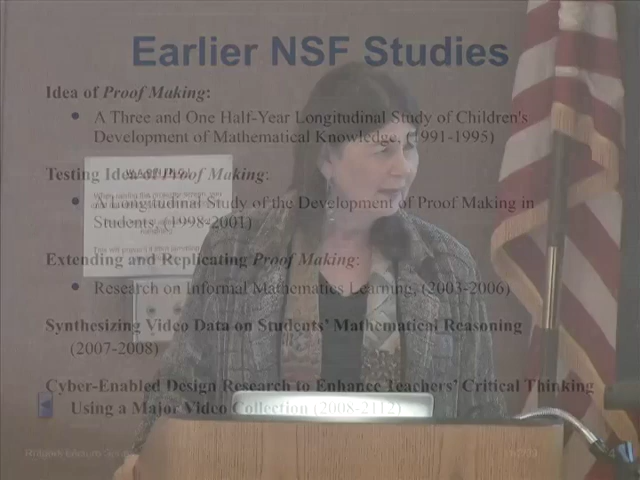 Earlier NSF Studies
Idea of Proof Making:
• A Three and One Half-Year Longitudinal Study of Children's
Development of Mathematical Knowledge, (1991-1995)
Testing Ideas Proof Making:
• A Longitudinal Study of the Development of Proof Making in
Students, (1998-2001)
Extending and Replicating Proof Making:
• Research on Informal Mathematics Learning, (2003-2006)
Synthesizing Video Data on Students' Mathematical Reasoning
(2007-2008)
Cyber-Enabled Design Research to Enhance Teachers' Critical Thinking
Using a Major Video Collection (2008-2112)